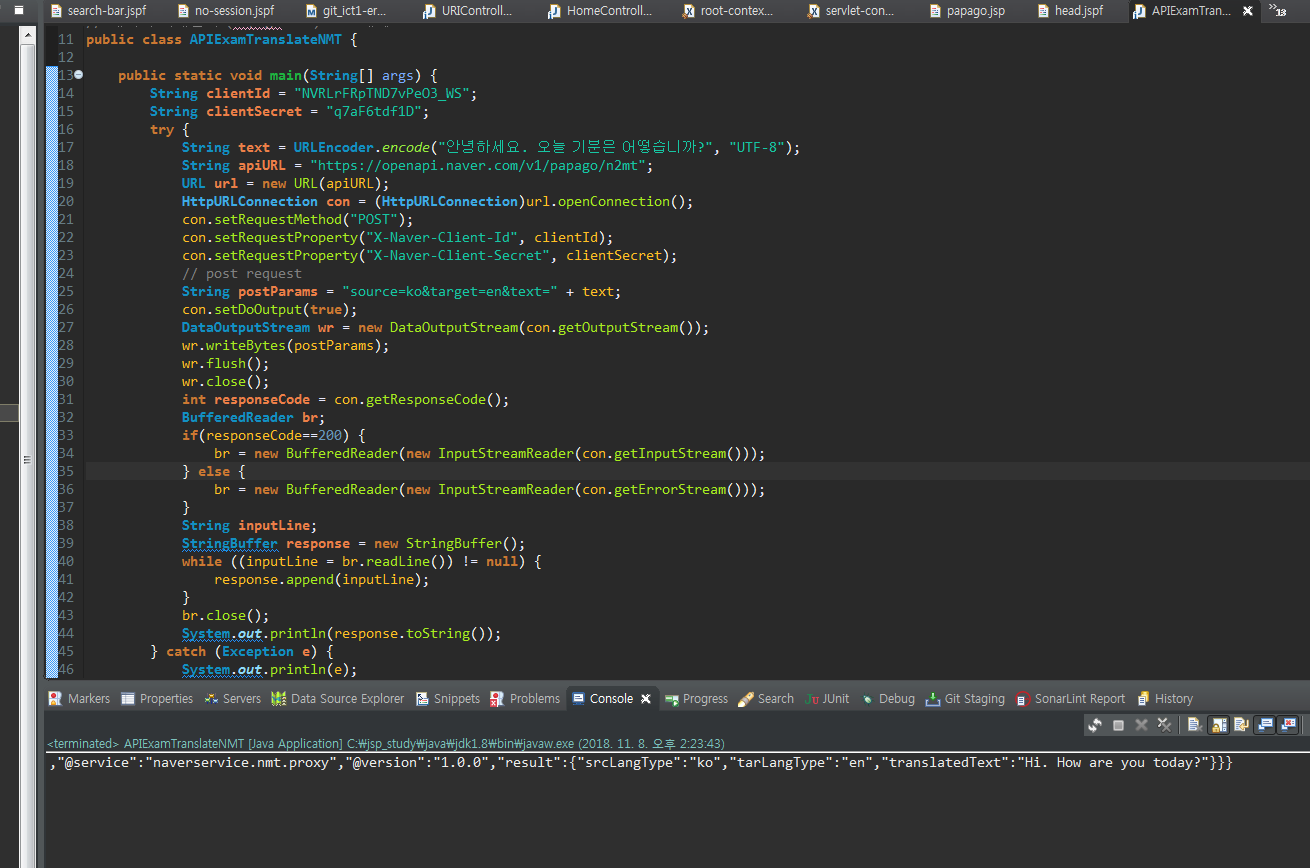 search-bar.jspf no-session.jspf git_ict1-er... URIControll... HomeControll... root-contex... servlet-con... papago.jsp head.jspf APIExamTran... 13
11 public class APIExamTranslateNMT {
12
13 public static void main(String[] args) {
14 String clientId = "NVRLrFRpTND7vPeO3_WS";
15 String clientSecret = "q7aF6tdf1D";
16 try {
17 String text = URLEncoder.encode("안녕하세요. 오늘 기분은 어떻습니까?", "UTF-8");
18 String apiURL = "https://openapi.naver.com/v1/papago/n2mt";
19 URL url = new URL(apiURL);
20 HttpURLConnection con = (HttpURLConnection)url.openConnection();
21 con.setRequestMethod("POST");
22 con.setRequestProperty("X-Naver-Client-Id", clientId);
23 con.setRequestProperty("X-Naver-Client-Secret", clientSecret);
24 // post request
25 String postParams = "source=ko&target=en&text=" + text;
26 con.setDoOutput(true);
27 DataOutputStream wr = new DataOutputStream(con.getOutputStream());
28 wr.writeBytes(postParams);
29 wr.flush();
30 wr.close();
31 int responseCode = con.getResponseCode();
32 BufferedReader br;
33 if(responseCode==200) {
34 br = new BufferedReader(new InputStreamReader(con.getInputStream()));
35 } else {
36 br = new BufferedReader(new InputStreamReader(con.getErrorStream()));
37 }
38 String inputLine;
39 StringBuffer response = new StringBuffer();
40 while ((inputLine = br.readLine()) != null) {
41 response.append(inputLine);
42 }
43 br.close();
44 System.out.println(response.toString());
45 } catch (Exception e) {
46 System.out.println(e);
Markers Properties Servers Data Source Explorer Snippets Problems Console Progress Search JUnit Debug Git Staging SonarLint Report History
<terminated> APIExamTranslateNMT [Java Application] C:₩jsp_study₩java₩jdk1.8₩bin₩javaw.exe (2018. 11. 8. 오후 2:23:43)
,"@service":"naverservice.nmt.proxy","@version":"1.0.0","result":{"srcLangType":"ko","tarLangType":"en","translatedText":"Hi. How are you today?"}}}